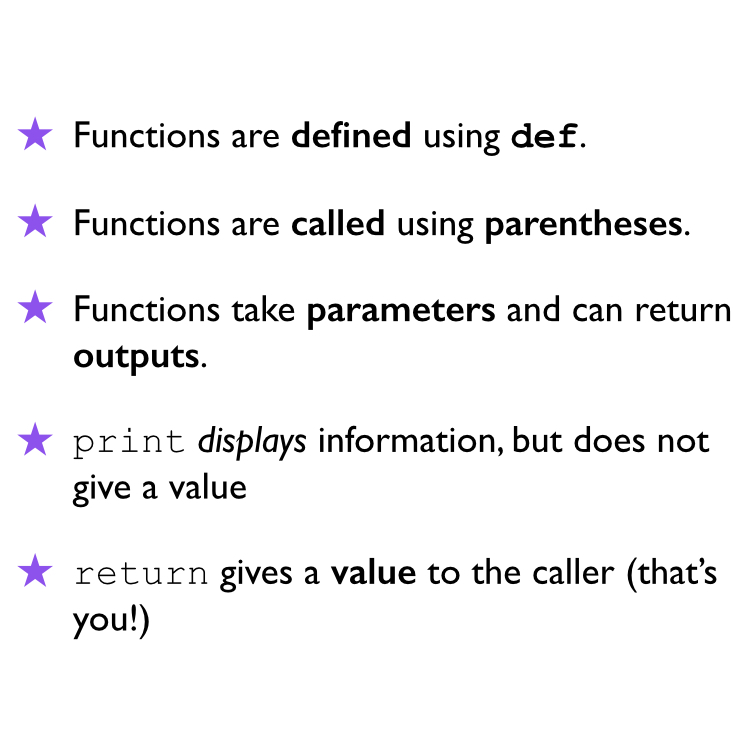 Functions are defined using def.
Functions are called using parentheses.
Functions take parameters and can return
outputs.
print displays information, but does not
give a value
return gives a value to the caller (that’s
you!)